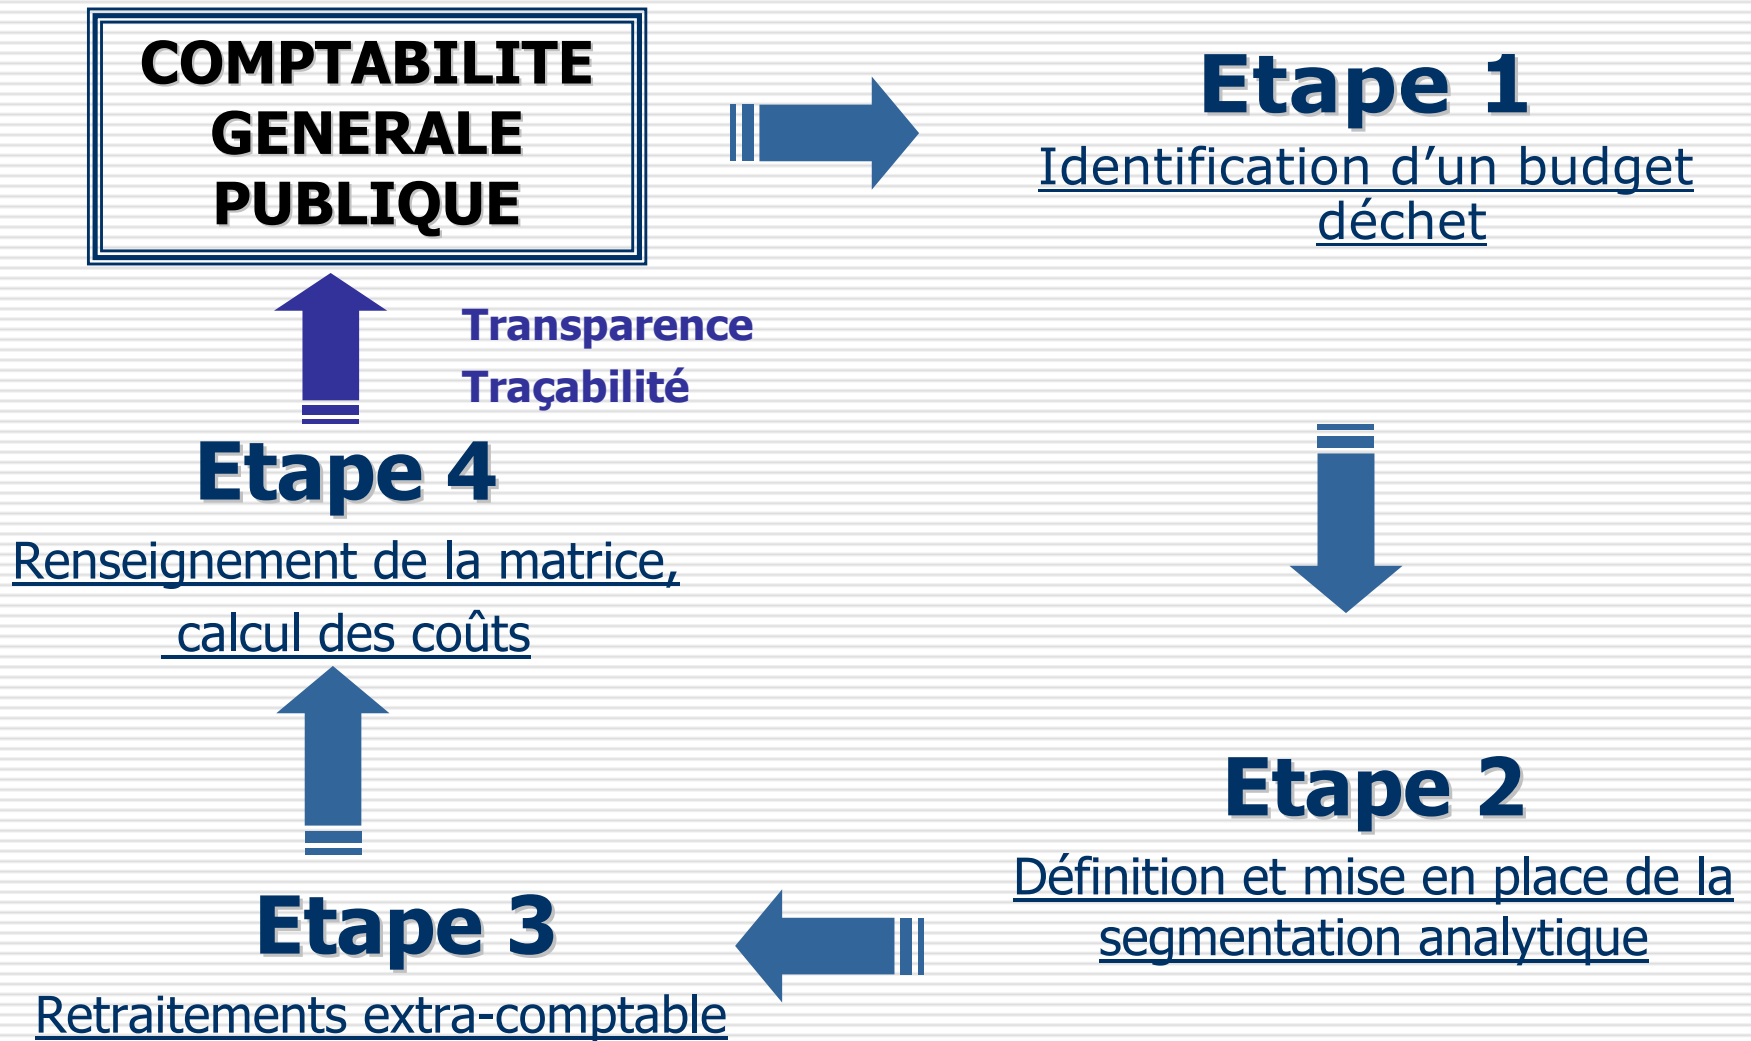 COMPTABILITE
GENERALE
PUBLIQUE
Etape 1
Identification d’un budget
déchet
Transparence
Traçabilité
Etape 4
Renseignement de la matrice,
calcul des coûts
Etape 2
Définition et mise en place de la
segmentation analytique
Etape 3
Retraitements extra-comptable